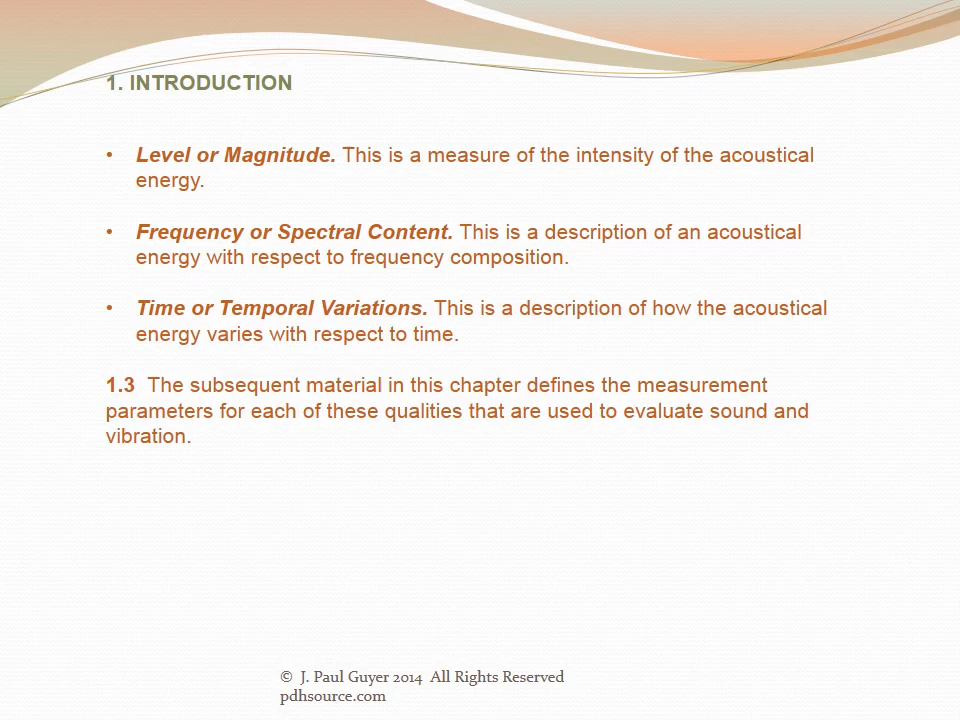 1. INTRODUCTION
• Level or Magnitude. This is a measure of the intensity of the acoustical
energy.
• Frequency or Spectral Content. This is a description of an acoustical
energy with respect to frequency composition.
• Time or Temporal Variations. This is a description of how the acoustical
energy varies with respect to time.
1.3 The subsequent material in this chapter defines the measurement
parameters for each of these qualities that are used to evaluate sound and
vibration.
© J. Paul Guyer 2014 All Rights Reserved
pdhsource.com